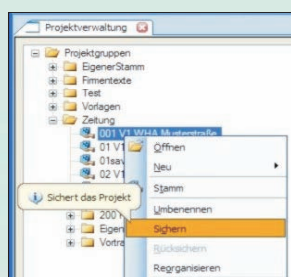 Projektverwaltung
Projektgruppen
EigenerStamm
Firmentexte
Test
Vorlagen
Zeitung
001 V1 WHA Musterstraße
01 V1
01sav
02 V1
Öffnen
Neu
Stamm
Umbenennen
Sichern
Rücksichern
Reorganisieren
Sichert das Projekt
200
Eigen
Vortra